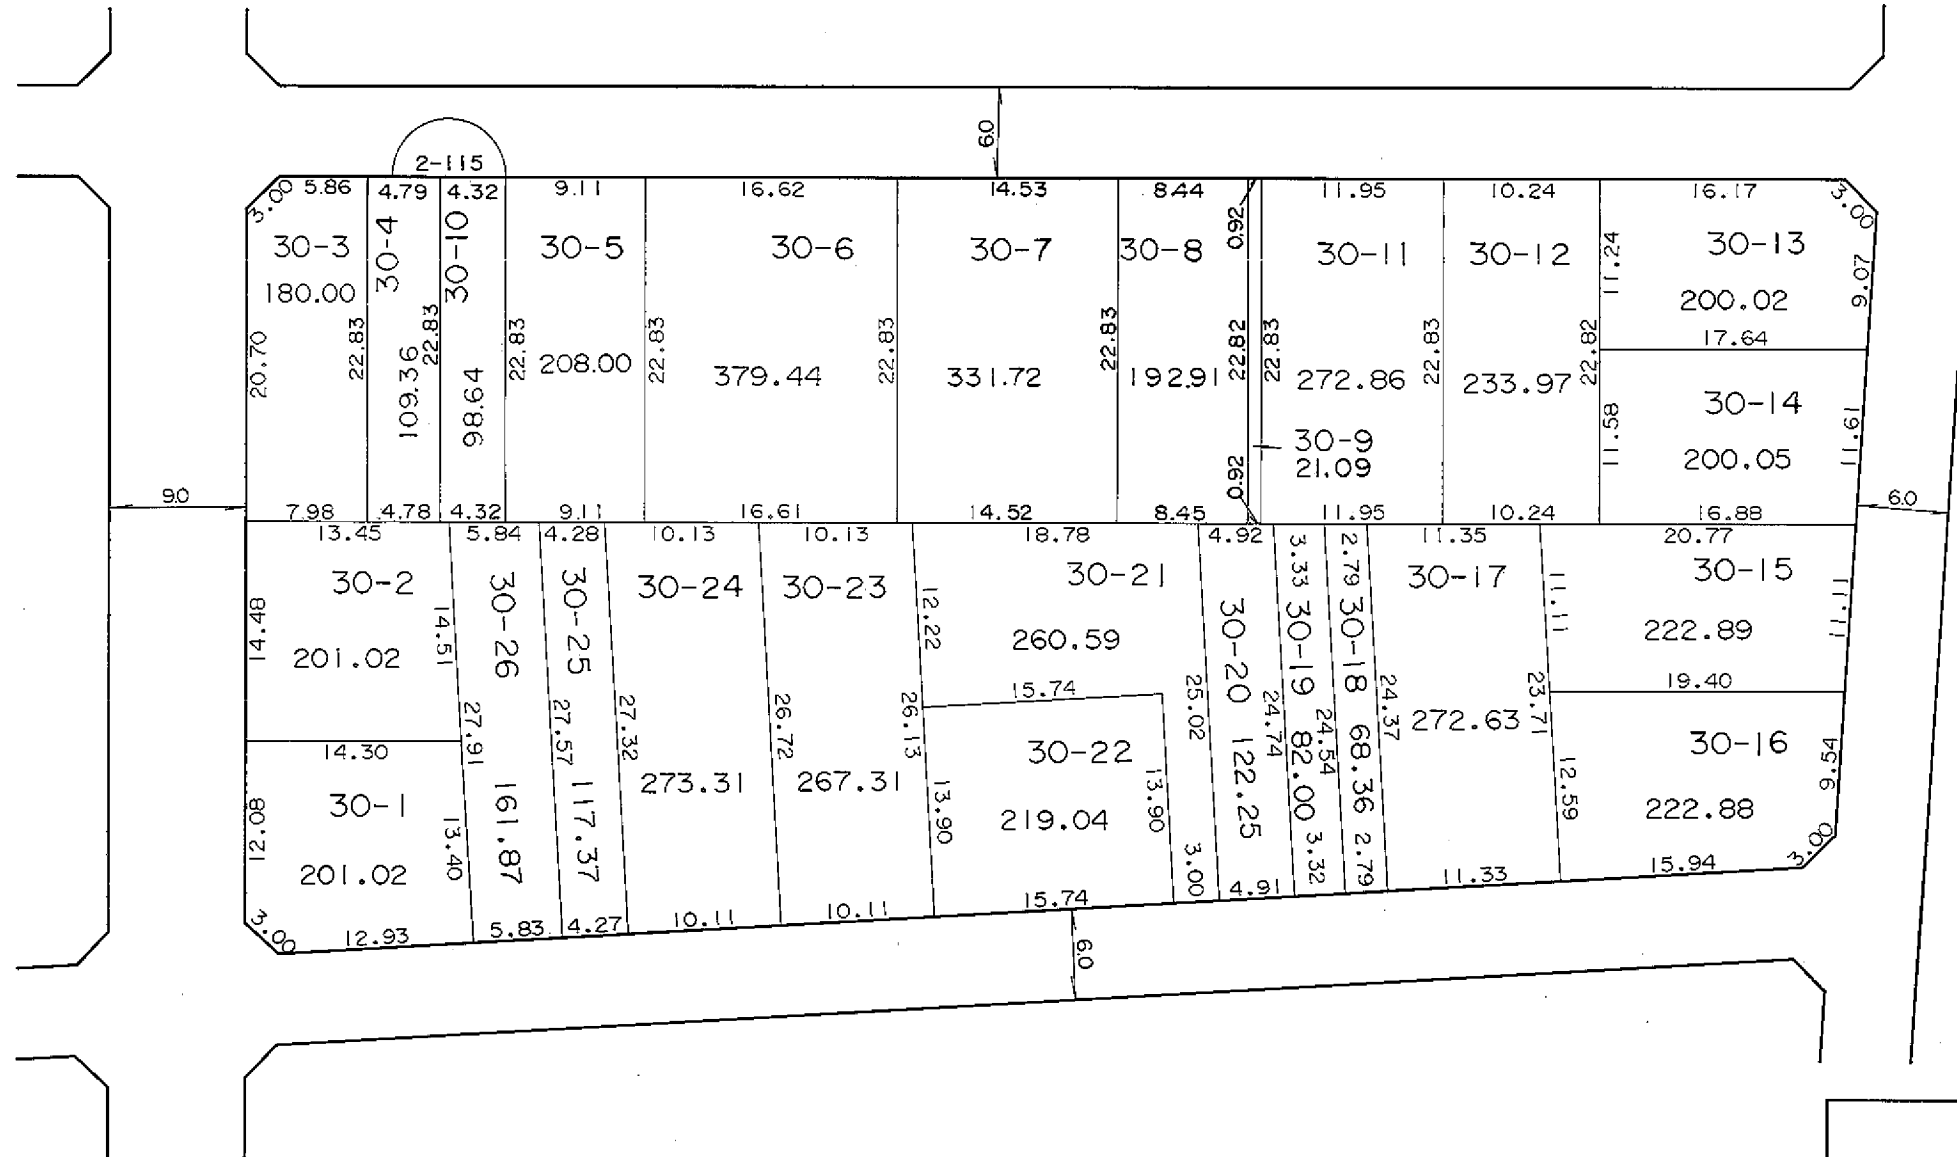 6.0
2-115
3.00 5.86 4.79 4.32 9.11 16.62 14.53 8.44 0.92 11.95 10.24 16.17 3.00
30-3 30-4 30-10 30-5 30-6 30-7 30-8 30-11 30-12 11.24 30-13 9.07
180.00 200.02
17.64
20.70 22.83 109.36 22.83 98.64 22.83 208.00 22.83 379.44 22.83 331.72 22.83 192.91 22.82 22.83 272.86 22.83 233.97 22.82
30-14 11.61
30-9 11.58
21.09 200.05
0.92
9.0 6.0
7.98 4.78 4.32 9.11 16.61 14.52 8.45 11.95 10.24 16.88
13.45 5.84 4.28 10.13 10.13 18.78 4.92 3.33 2.79 11.35 20.77
30-2 30-26 30-25 30-24 30-23 30-21 30-17 30-15
14.48 14.51 12.22 30-20 30-19 30-18 11.11 11.11
201.02 260.59 222.89
15.74 19.40
27.91 27.57 27.32 26.72 26.13 25.02 24.74 24.54 24.37 272.63 23.71
14.30 30-22 13.90 122.25 82.00 68.36 30-16 9.54
161.87 117.37 273.31 267.31
30-1 12.08 13.40 13.90 219.04 12.59 222.88
201.02 3.00 3.32 2.79 3.00
3.00 12.93 5.83 4.27 10.11 10.11 15.74 4.91 11.33 15.94
6.0